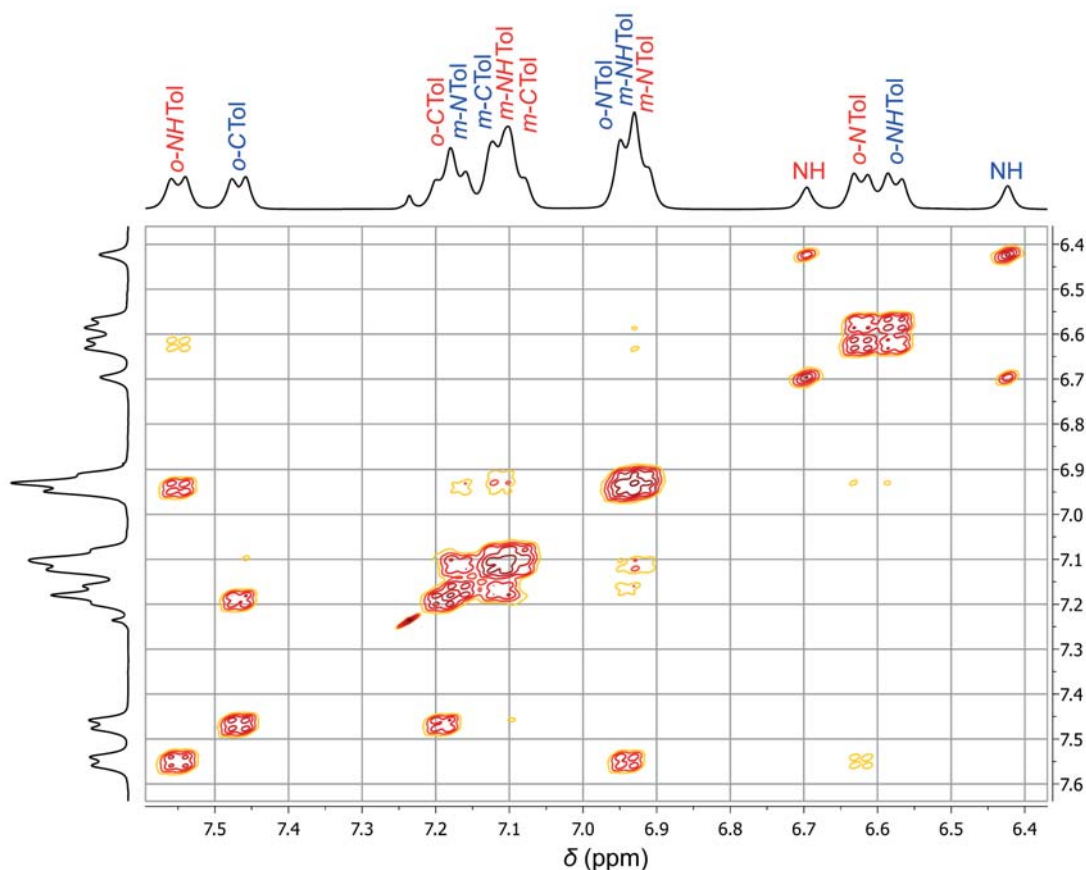 o-NHTol
o-CTol
o-CTol
m-NTol
m-CTol
m-NHTol
m-CTol
o-NTol
m-NHTol
m-NTol
NH
o-NTol
o-NHTol
NH
6.4
6.5
6.6
6.7
6.8
6.9
7.0
7.1
7.2
7.3
7.4
7.5
7.6
7.5 7.4 7.3 7.2 7.1 7.0 6.9 6.8 6.7 6.6 6.5 6.4
δ (ppm)